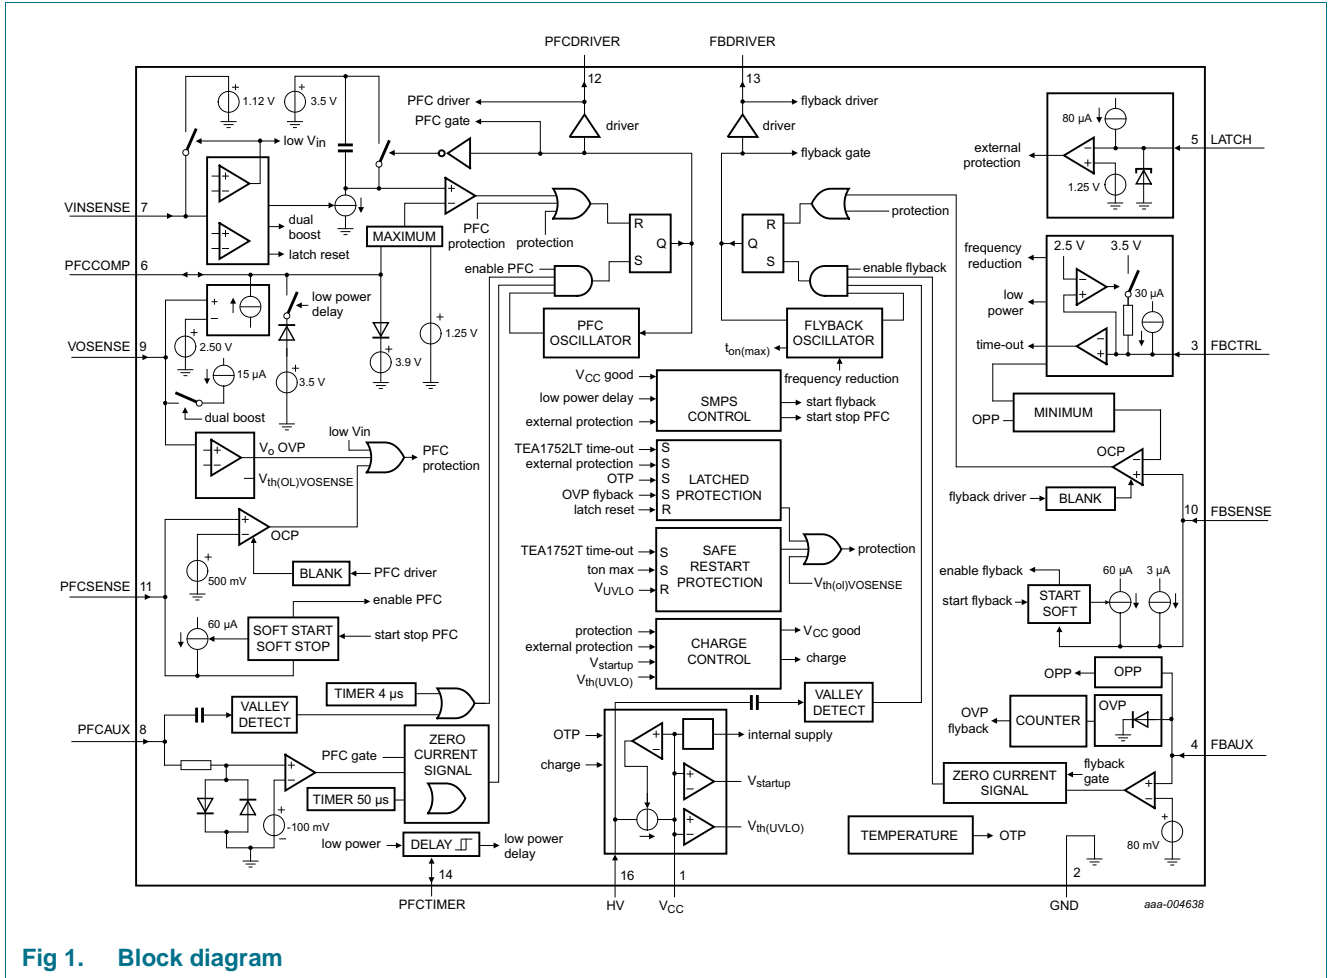 PFCDRIVER
FBDRIVER
12
13
1.12 V
3.5 V
PFC driver
PFC gate
driver
flyback driver
driver
flyback gate
low Vin
80 µA
external
protection
1.25 V
5
LATCH
VINSENSE
7
dual
boost
latch reset
MAXIMUM
PFC
protection
protection
R
Q
S
R
Q
S
protection
PFCCOMP
6
enable PFC
enable flyback
low power
delay
2.5 V
3.5 V
frequency
reduction
low
power
30 µA
time-out
3
FBCTRL
VOSENSE
9
2.50 V
15 µA
3.5 V
3.9 V
1.25 V
dual boost
PFC
OSCILLATOR
FLYBACK
OSCILLATOR
ton(max)
frequency reduction
VCC good
low power delay
external protection
SMPS
CONTROL
start flyback
start stop PFC
OPP
MINIMUM
low Vin
Vo OVP
Vth(OL)VOSENSE
PFC
protection
TEA1752LT time-out
external protection
OTP
OVP flyback
latch reset
S
S
S
S
R
LATCHED
PROTECTION
OCP
flyback driver
BLANK
10
FBSENSE
OCP
500 mV
BLANK
PFC driver
PFCSENSE
11
enable PFC
60 µA
SOFT START
SOFT STOP
start stop PFC
TEA1752T time-out
ton max
VUVLO
S
S
R
SAFE
RESTART
PROTECTION
protection
Vth(ol)VOSENSE
enable flyback
start flyback
START
SOFT
60 µA
3 µA
protection
external protection
Vstartup
Vth(UVLO)
CHARGE
CONTROL
VCC good
charge
OPP
OPP
OVP
flyback
COUNTER
OVP
TIMER 4 µs
VALLEY
DETECT
VALLEY
DETECT
PFCAUX
8
PFC gate
ZERO
CURRENT
SIGNAL
TIMER 50 µs
-100 mV
OTP
charge
internal supply
Vstartup
Vth(UVLO)
4
FBAUX
flyback
gate
ZERO CURRENT
SIGNAL
80 mV
TEMPERATURE
OTP
low power
DELAY
low power
delay
14
PFCTIMER
16
HV
1
VCC
2
GND
aaa-004638
Fig 1. Block diagram